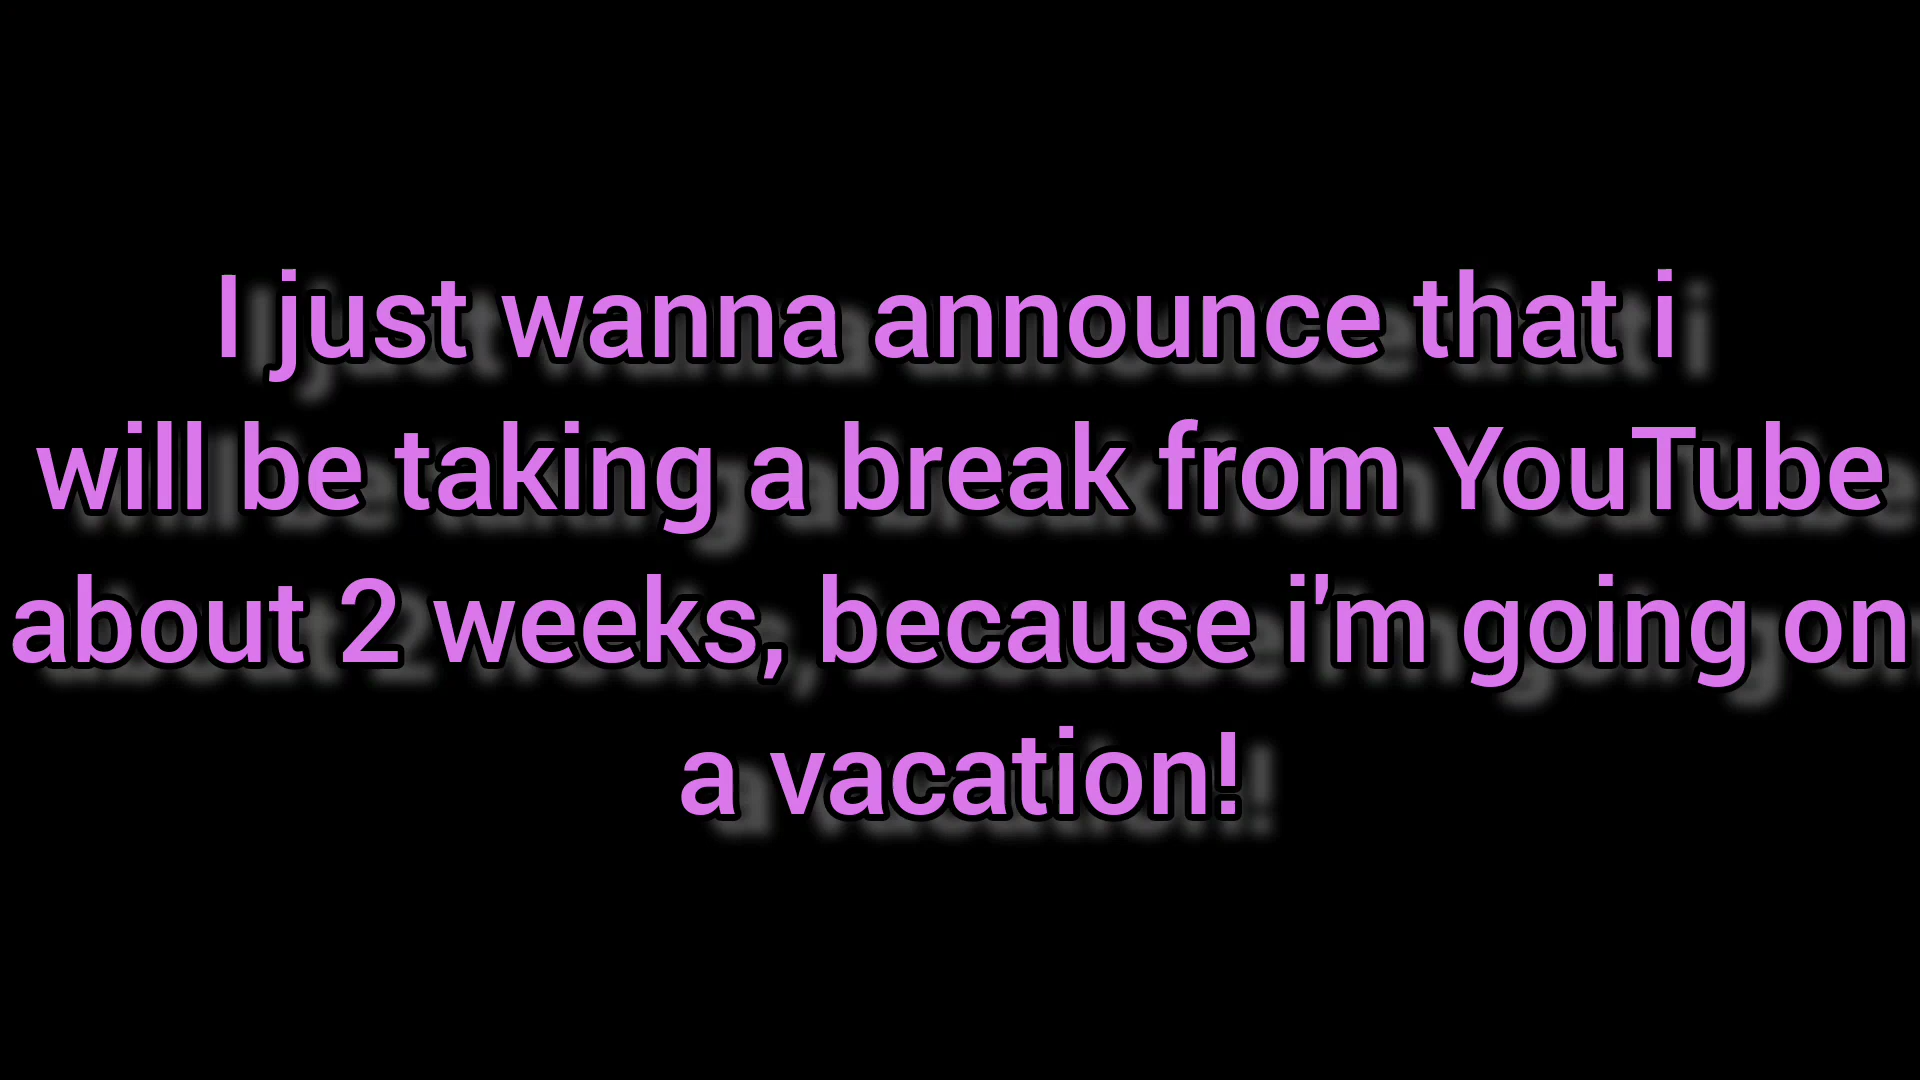 I just wanna announce that i
will be taking a break from YouTube
about 2 weeks, because i'm going on
a vacation!